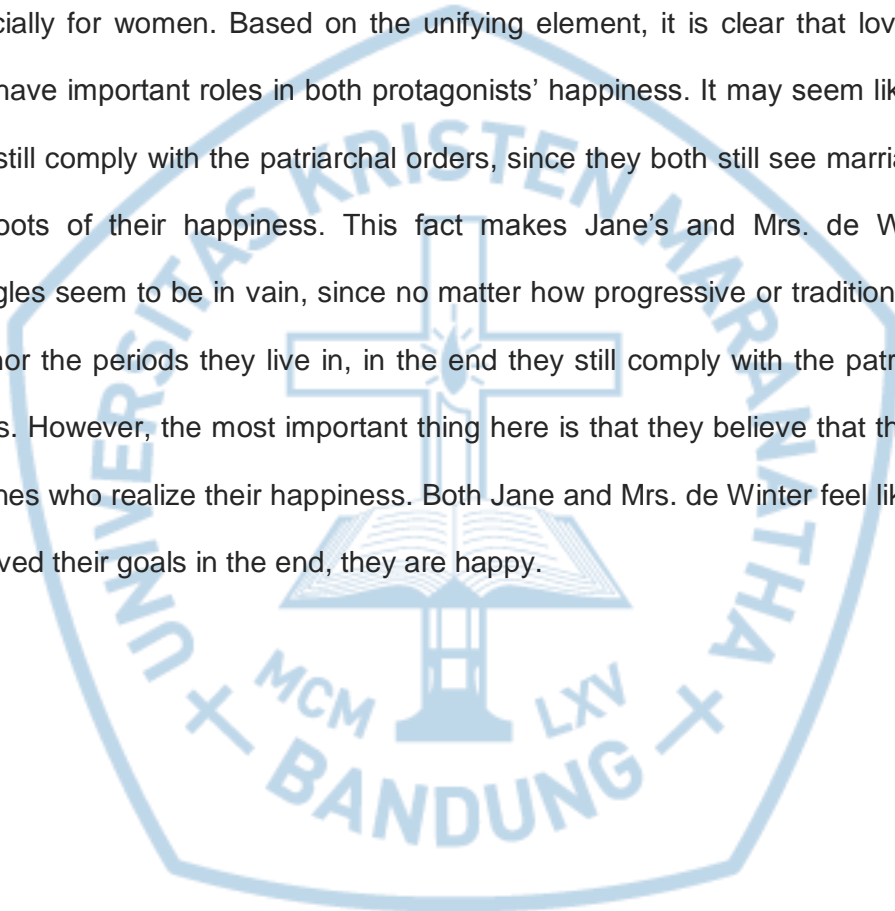 cially for women. Based on the unifying element, it is clear that lov
have important roles in both protagonists' happiness. It may seem lik
still comply with the patriarchal orders, since they both still see marria
oots of their happiness. This fact makes Jane's and Mrs. de W
gles seem to be in vain, since no matter how progressive or tradition
nor the periods they live in, in the end they still comply with the patr
s. However, the most important thing here is that they believe that th
nes who realize their happiness. Both Jane and Mrs. de Winter feel lik
ved their goals in the end, they are happy.
UNIVERSITAS KRISTEN MARANATHA
MCM LXV
BANDUNG